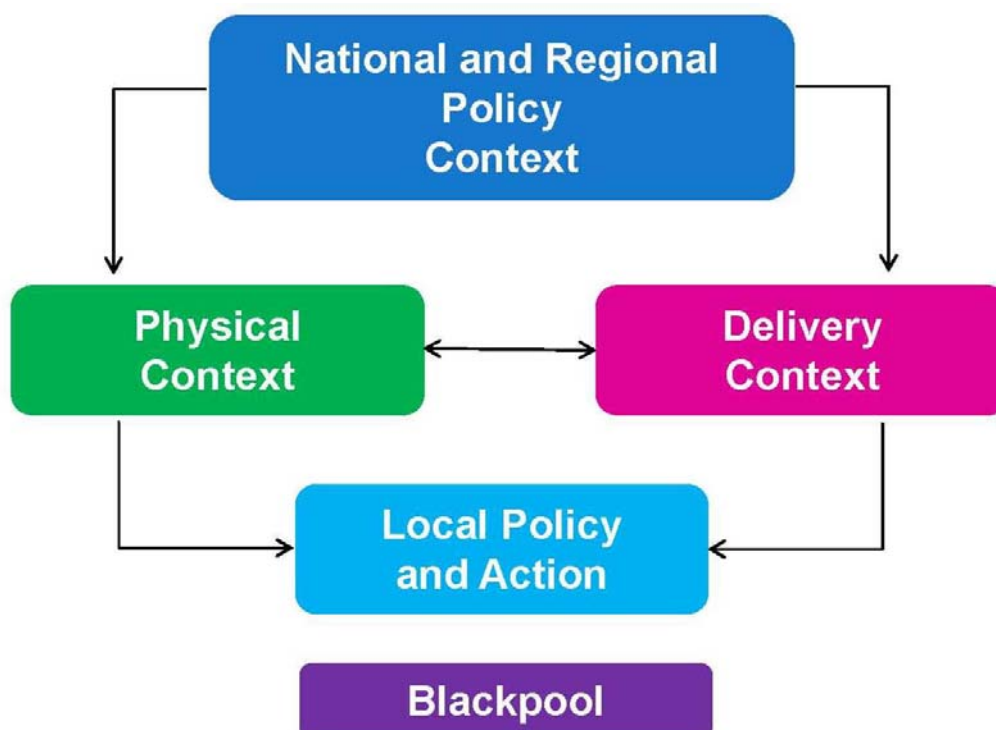 National and Regional
Policy
Context
Physical
Context
Delivery
Context
Local Policy
and Action
Blackpool